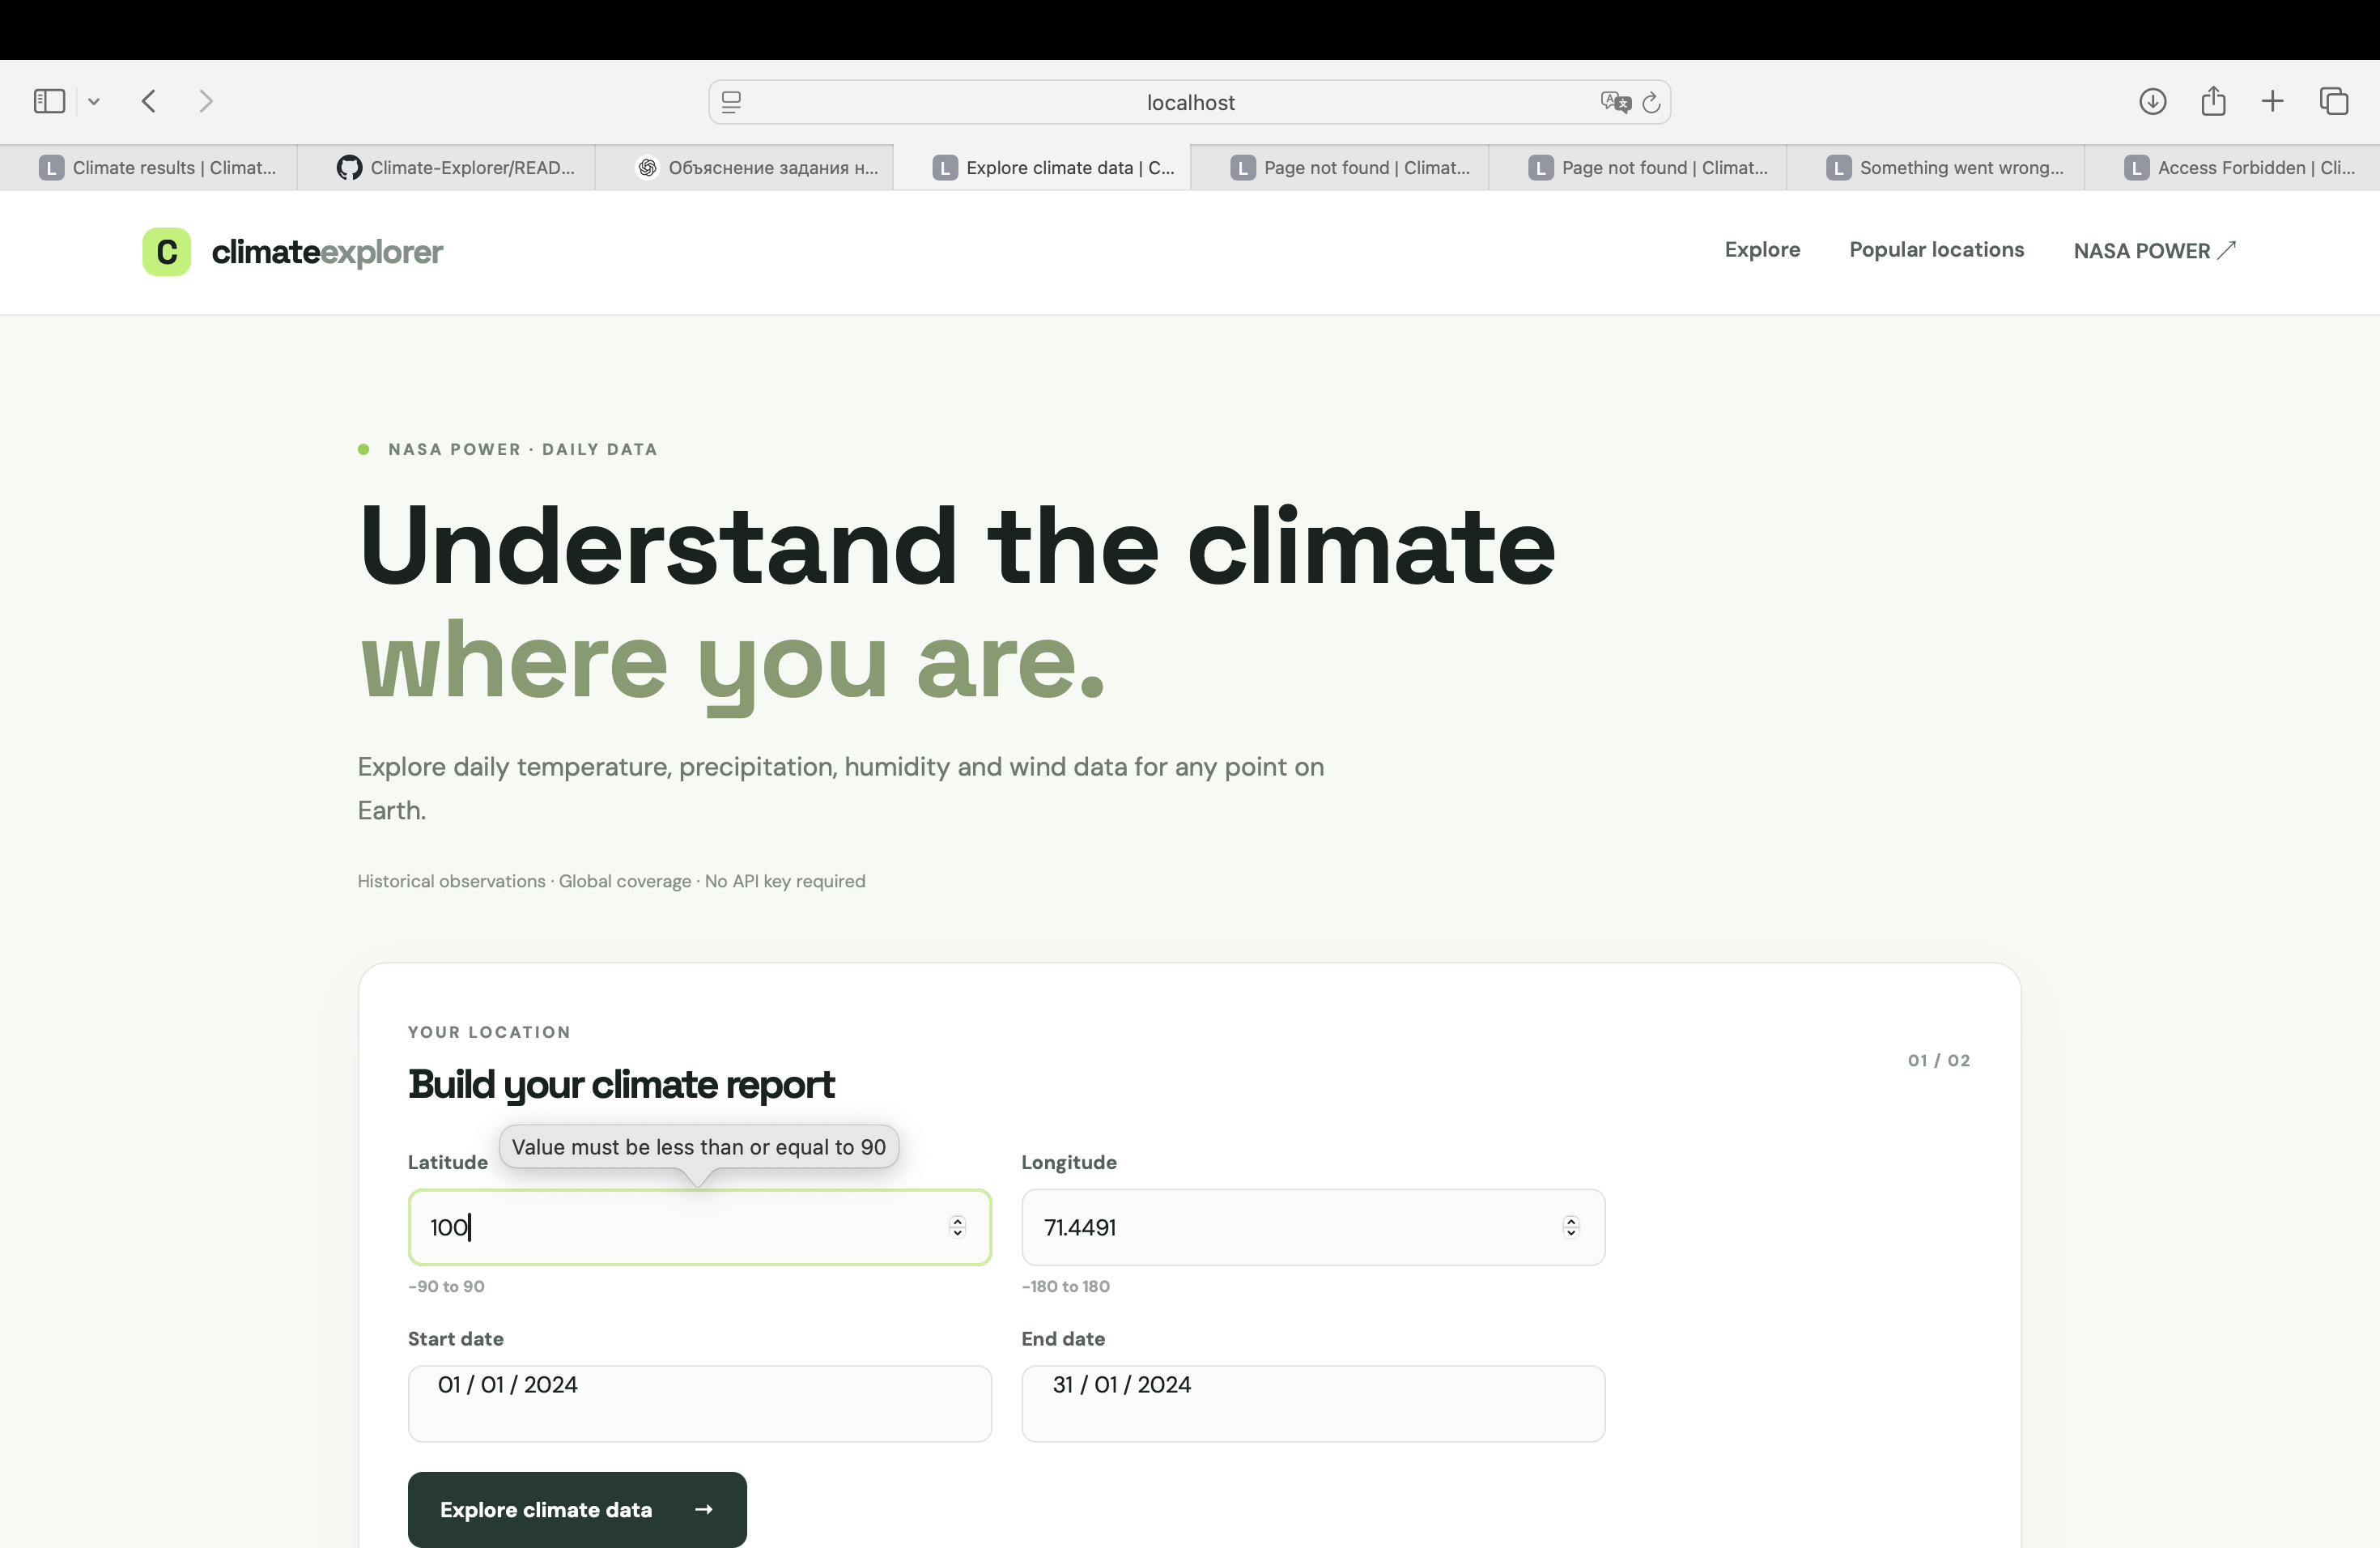 localhost
Climate results | Climat...
Climate-Explorer/READ...
Объяснение задания н...
Explore climate data | C...
Page not found | Climat...
Page not found | Climat...
Something went wrong...
Access Forbidden | Cli...
C climateexplorer
Explore
Popular locations
NASA POWER ↗
NASA POWER · DAILY DATA
Understand the climate
where you are.
Explore daily temperature, precipitation, humidity and wind data for any point on
Earth.
Historical observations · Global coverage · No API key required
YOUR LOCATION
01 / 02
Build your climate report
Value must be less than or equal to 90
Latitude
Longitude
100
71.4491
-90 to 90
-180 to 180
Start date
End date
01 / 01 / 2024
31 / 01 / 2024
Explore climate data →